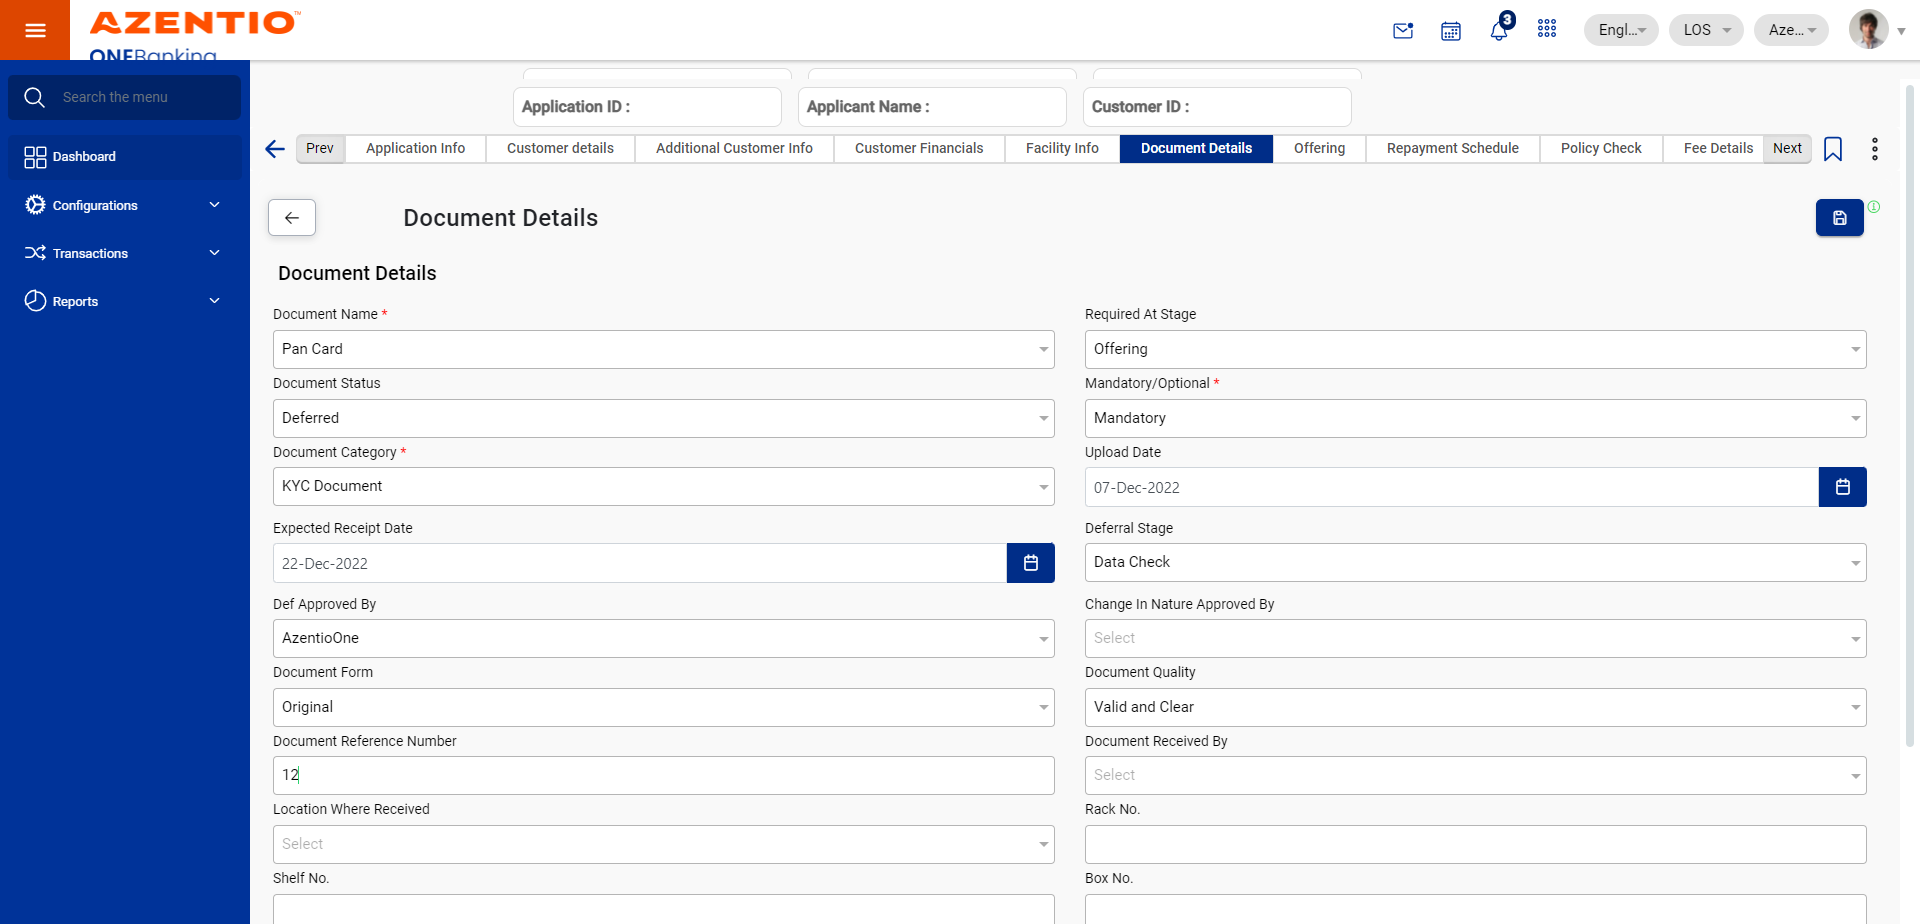 AZENTIO™
ONEBanking
3
Engl...
LOS
Aze...
Search the menu
Dashboard
Configurations
Transactions
Reports
Application ID :
Applicant Name :
Customer ID :
Prev
Application Info
Customer details
Additional Customer Info
Customer Financials
Facility Info
Document Details
Offering
Repayment Schedule
Policy Check
Fee Details
Next
Document Details
Document Details
Document Name *
Required At Stage
Pan Card
Offering
Document Status
Mandatory/Optional *
Deferred
Mandatory
Document Category *
Upload Date
KYC Document
07-Dec-2022
Expected Receipt Date
Deferral Stage
22-Dec-2022
Data Check
Def Approved By
Change In Nature Approved By
AzentioOne
Select
Document Form
Document Quality
Original
Valid and Clear
Document Reference Number
Document Received By
12
Select
Location Where Received
Rack No.
Select
Shelf No.
Box No.